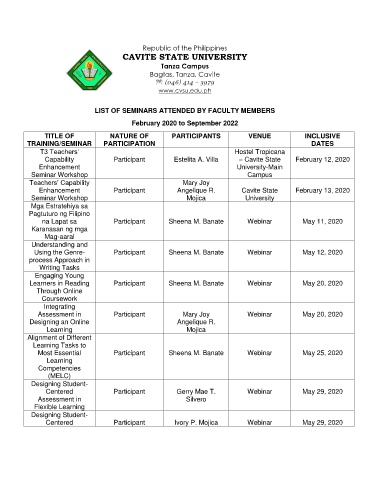 Republic of the Philippines
CAVITE STATE UNIVERSITY
Tanza Campus
Bagtas, Tanza, Cavite
☏ (046) 414 – 3979
www.cvsu.edu.ph
LIST OF SEMINARS ATTENDED BY FACULTY MEMBERS
February 2020 to September 2022
TITLE OF TRAINING/SEMINAR
NATURE OF PARTICIPATION
PARTICIPANTS
VENUE
INCLUSIVE DATES
T3 Teachers'
Capability
Enhancement
Seminar Workshop
Participant
Estelita A. Villa
Hostel Tropicana
– Cavite State
University-Main
Campus
February 12, 2020
Teachers' Capability
Enhancement
Seminar Workshop
Participant
Mary Joy
Angelique R.
Mojica
Cavite State
University
February 13, 2020
Mga Estratehiya sa
Pagtuturo ng Filipino
na Lapat sa
Karanasan ng mga
Mag-aaral
Participant
Sheena M. Banate
Webinar
May 11, 2020
Understanding and
Using the Genre-
process Approach in
Writing Tasks
Participant
Sheena M. Banate
Webinar
May 12, 2020
Engaging Young
Learners in Reading
Through Online
Coursework
Participant
Sheena M. Banate
Webinar
May 20, 2020
Integrating
Assessment in
Designing an Online
Learning
Participant
Mary Joy
Angelique R.
Mojica
Webinar
May 20, 2020
Alignment of Different
Learning Tasks to
Most Essential
Learning
Competencies
(MELC)
Participant
Sheena M. Banate
Webinar
May 25, 2020
Designing Student-
Centered
Assessment in
Flexible Learning
Participant
Gerry Mae T.
Silvero
Webinar
May 29, 2020
Designing Student-
Centered
Participant
Ivory P. Mojica
Webinar
May 29, 2020